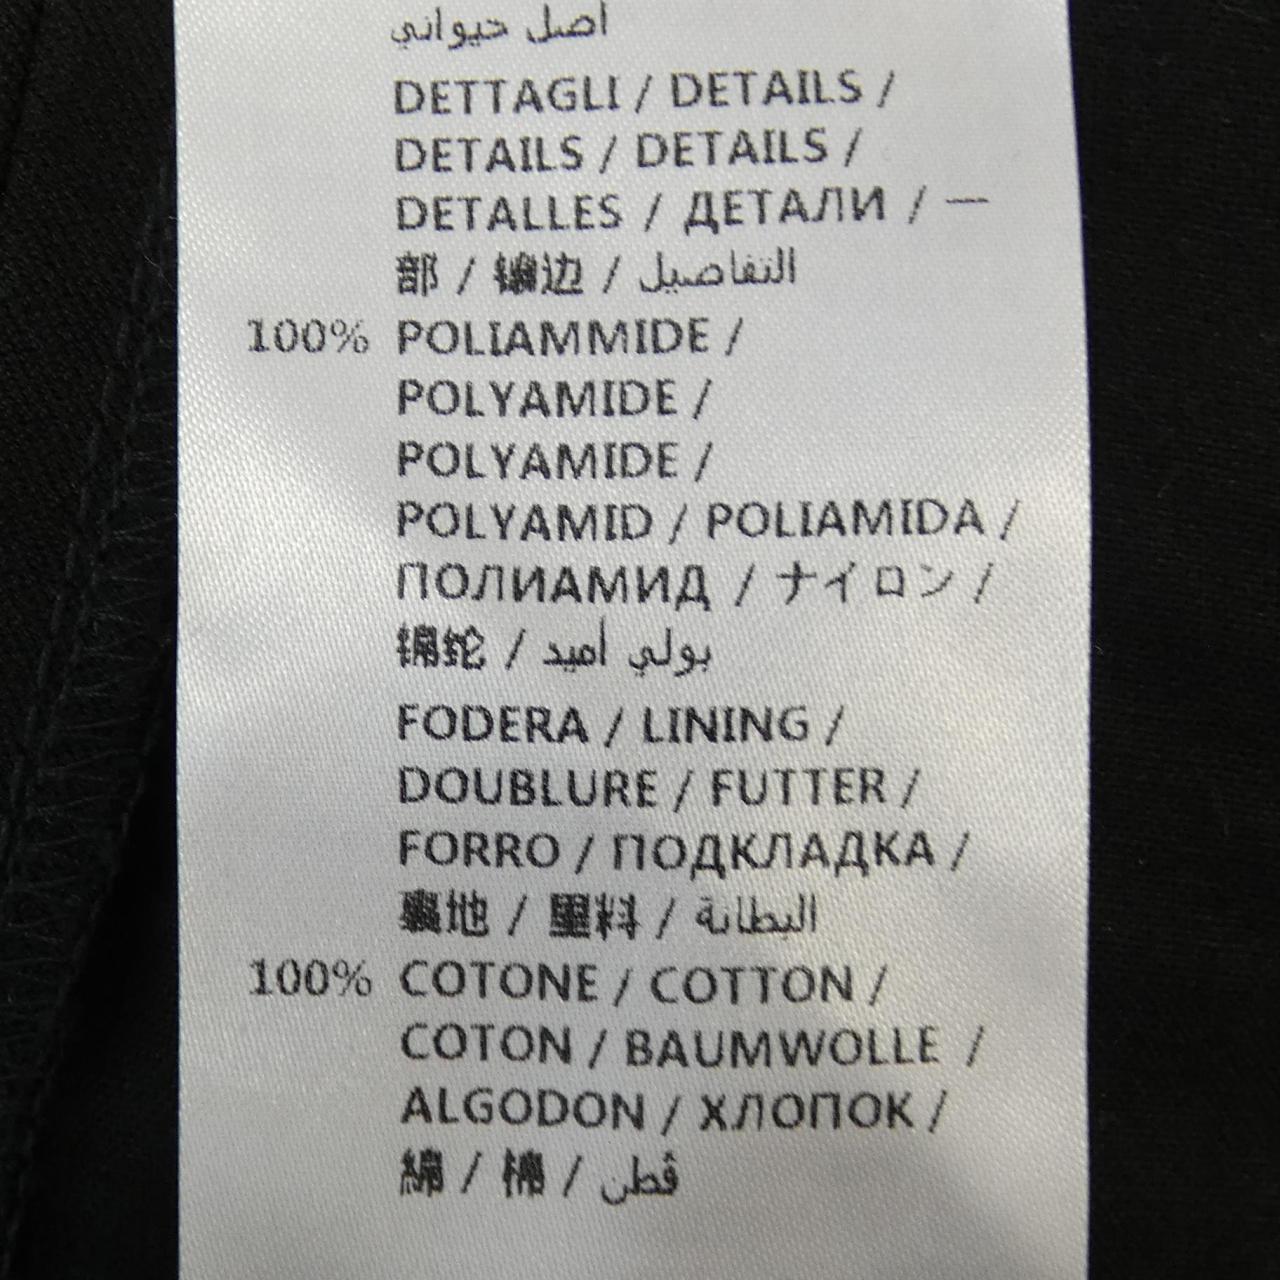 أصل حيواني
DETTAGLI / DETAILS /
DETAILS / DETAILS /
DETALLES / ДЕТАЛИ / 一
部 / 镶边 / التفاصيل
100% POLIAMMIDE /
POLYAMIDE /
POLYAMIDE /
POLYAMID / POLIAMIDA /
ПОЛИАМИД / ナイロン /
锦纶 / بولي أميد
FODERA / LINING /
DOUBLURE / FUTTER /
FORRO / ПОДКЛАДКА /
裏地 / 里料 / البطانة
100% COTONE / COTTON /
COTON / BAUMWOLLE /
ALGODON / ХЛОПОК /
綿 / 棉 / قطن